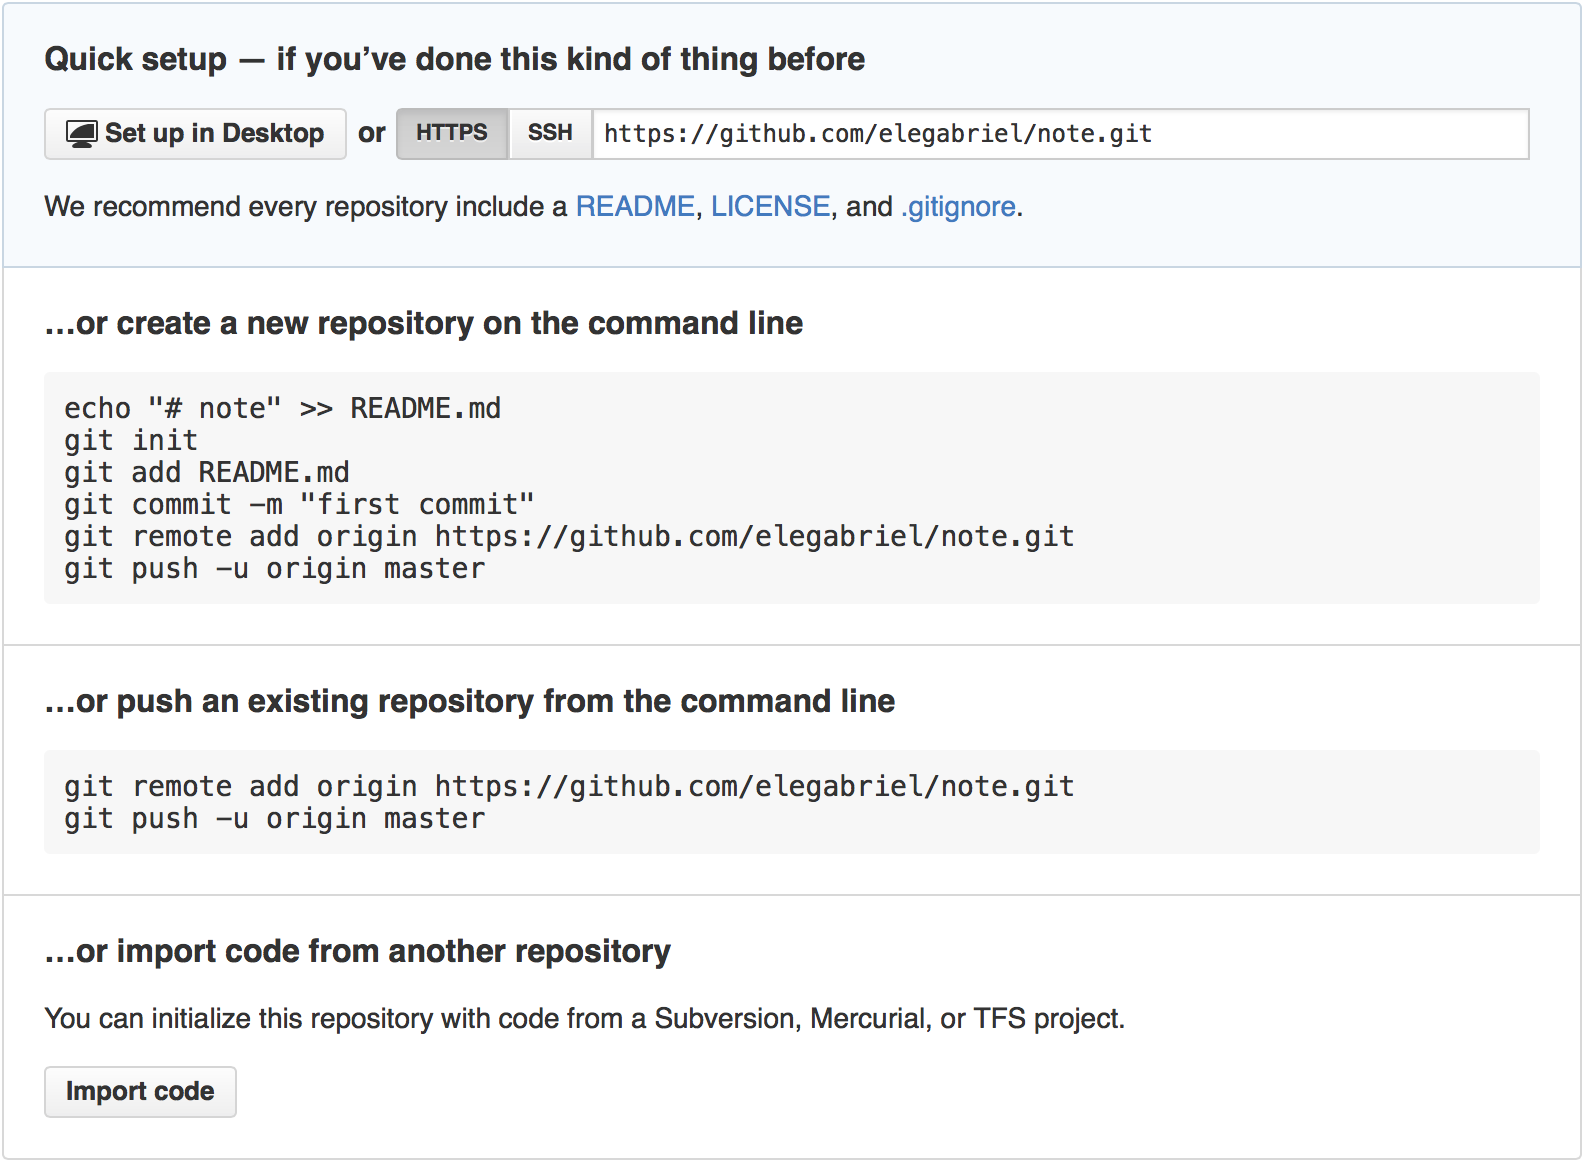 Quick setup — if you’ve done this kind of thing before
Set up in Desktop or HTTPS SSH https://github.com/elegabriel/note.git
We recommend every repository include a README, LICENSE, and .gitignore.
…or create a new repository on the command line
echo "# note" >> README.md
git init
git add README.md
git commit -m "first commit"
git remote add origin https://github.com/elegabriel/note.git
git push -u origin master
…or push an existing repository from the command line
git remote add origin https://github.com/elegabriel/note.git
git push -u origin master
…or import code from another repository
You can initialize this repository with code from a Subversion, Mercurial, or TFS project.
Import code